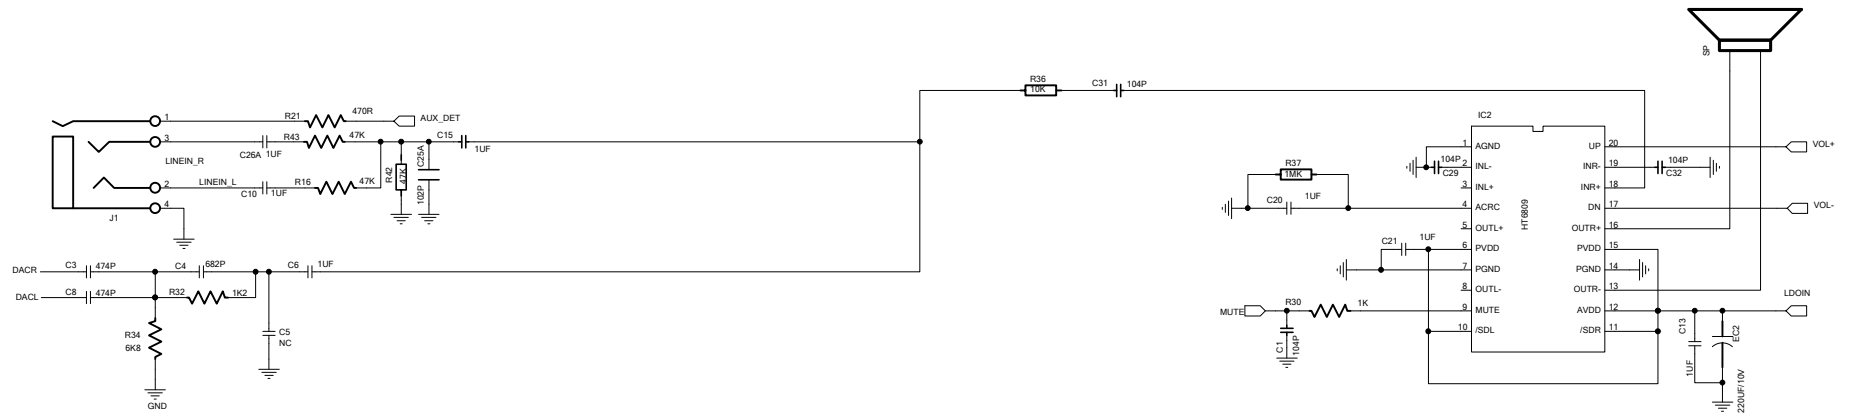 SP
R36
10K
C31
104P
1
R21
470R
AUX_DET
3
LINEIN_R
C26A
1UF
R43
47K
C25A
102P
R42
47K
C15
1UF
2
LINEIN_L
C10
1UF
R16
47K
4
J1
DACR
C3
474P
C4
682P
C6
1UF
DACL
C8
474P
R32
1K2
R34
6K8
C5
NC
GND
IC2
HT6809
1
AGND
2
INL-
3
INL+
4
ACRC
5
OUTL+
6
PVDD
7
PGND
8
OUTL-
9
MUTE
10
/SDL
UP
20
INR-
19
INR+
18
DN
17
OUTR+
16
PVDD
15
PGND
14
OUTR-
13
AVDD
12
/SDR
11
104P
C29
R37
1MK
C20
1UF
C21
1UF
MUTE
R30
1K
C1
104P
VOL+
104P
C32
VOL-
LDOIN
C13
1UF
EC2
220UF/10V